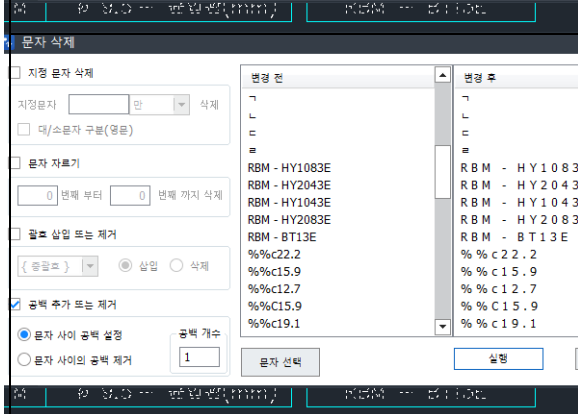 문자 삭제
지정 문자 삭제
지정문자 만 삭제
대/소문자 구분(영문)
문자 자르기
0 번째 부터 0 번째 까지 삭제
괄호 삽입 또는 제거
{ 중괄호 } 삽입 삭제
공백 추가 또는 제거
문자 사이 공백 설정
문자 사이의 공백 제거
공백 개수
1
변경 전
ㄱ
ㄴ
ㄷ
ㄹ
RBM - HY1083E
RBM - HY2043E
RBM - HY1043E
RBM - HY2083E
RBM - BT13E
%%c22.2
%%c15.9
%%c12.7
%%C15.9
%%c19.1
문자 선택
변경 후
ㄱ
ㄴ
ㄷ
ㄹ
R B M - H Y 1 0 8 3
R B M - H Y 2 0 4 3
R B M - H Y 1 0 4 3
R B M - H Y 2 0 8 3
R B M - B T 1 3 E
% % c 2 2 . 2
% % c 1 5 . 9
% % c 1 2 . 7
% % C 1 5 . 9
% % c 1 9 . 1
실행